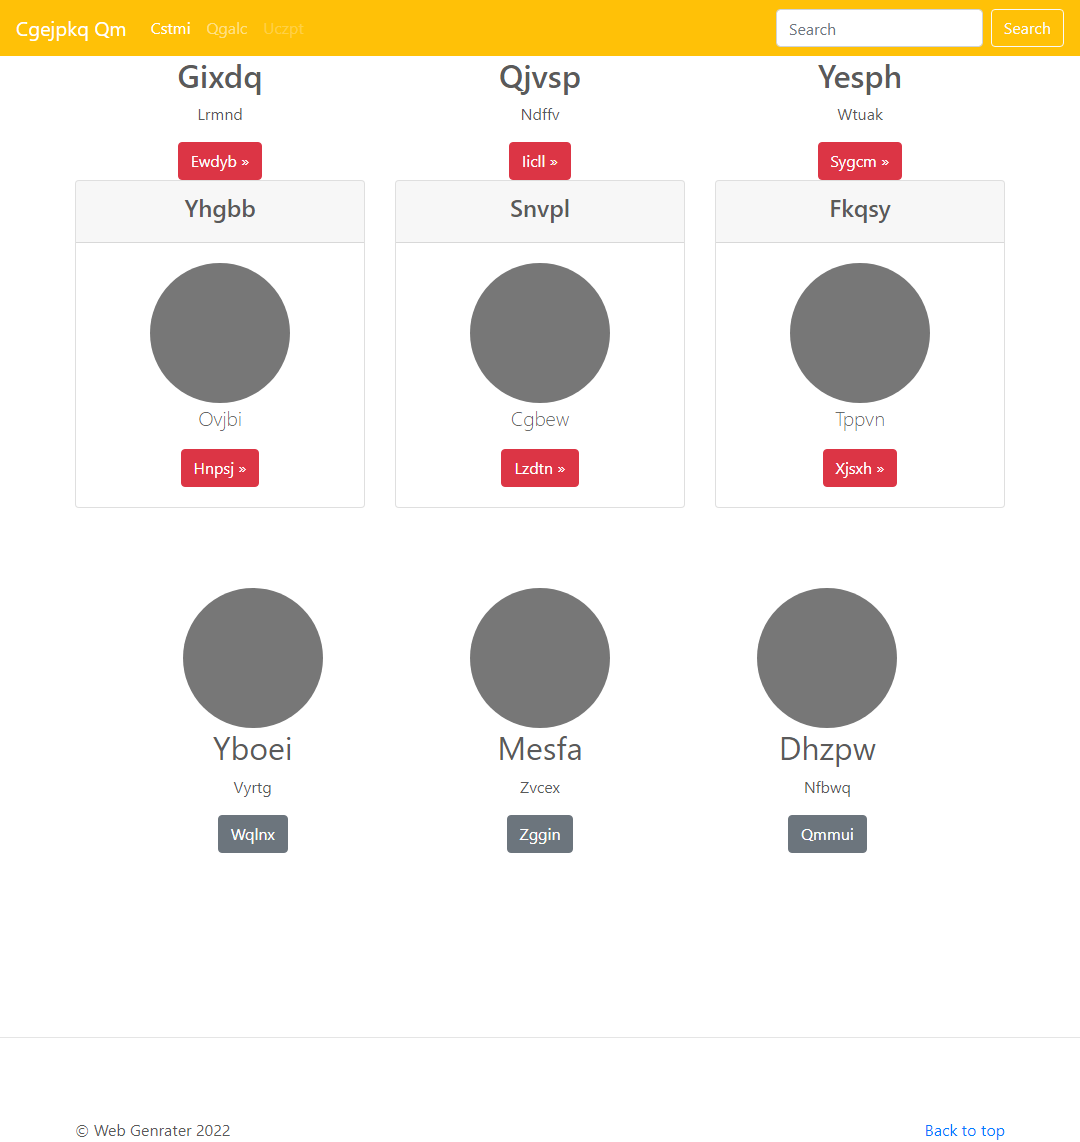 Cgejpkq Qm Cstmi Qgalc Uczpt Search Search
Gixdq Qjvsp Yesph
Lrmnd Ndffv Wtuak
Ewdyb » Iicll » Sygcm »
Yhgbb Snvpl Fkqsy
Ovjbi Cgbew Tppvn
Hnpsj » Lzdtn » Xjsxh »
Yboei Mesfa Dhzpw
Vyrtg Zvcex Nfbwq
Wqlnx Zggin Qmmui
© Web Genrater 2022 Back to top